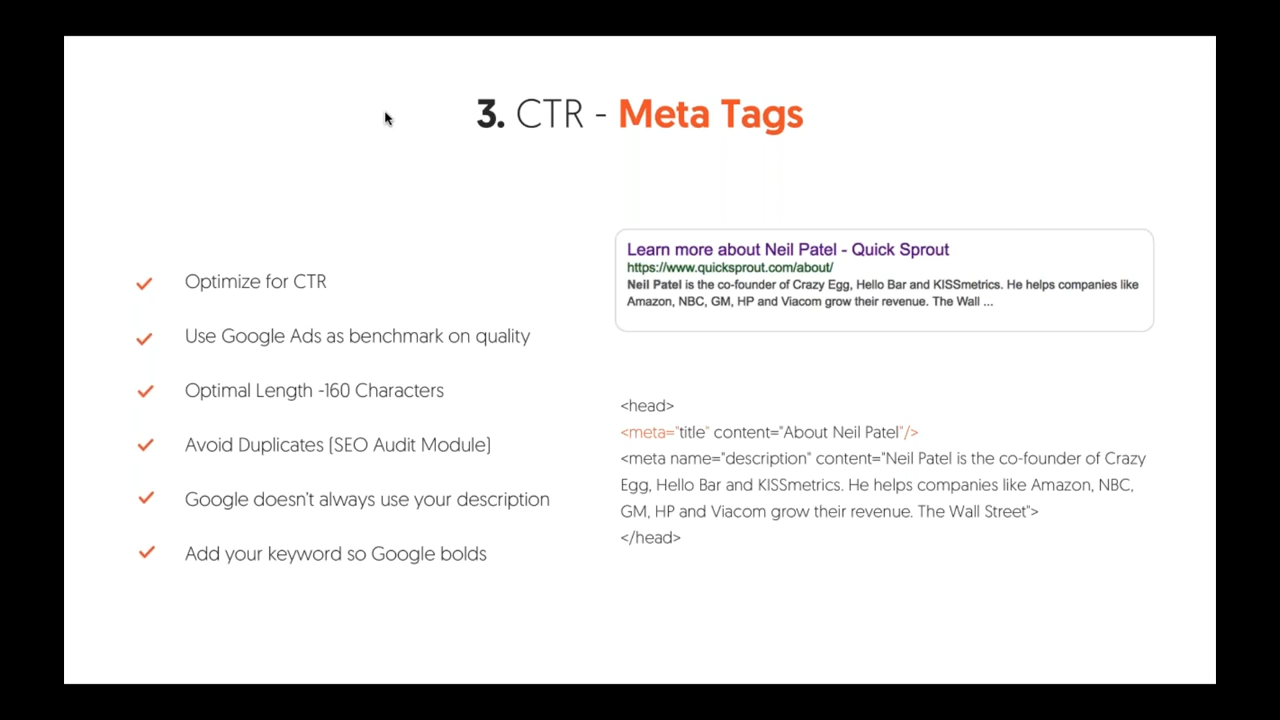 3. CTR - Meta Tags
Optimize for CTR
Use Google Ads as benchmark on quality
Optimal Length -160 Characters
Avoid Duplicates (SEO Audit Module)
Google doesn't always use your description
Add your keyword so Google bolds
Learn more about Neil Patel - Quick Sprout
https://www.quicksprout.com/about/
Neil Patel is the co-founder of Crazy Egg, Hello Bar and KISSmetrics. He helps companies like
Amazon, NBC, GM, HP and Viacom grow their revenue. The Wall ...
<head>
<meta="title" content="About Neil Patel"/>
<meta name="description" content="Neil Patel is the co-founder of Crazy
Egg, Hello Bar and KISSmetrics. He helps companies like Amazon, NBC,
GM, HP and Viacom grow their revenue. The Wall Street">
</head>